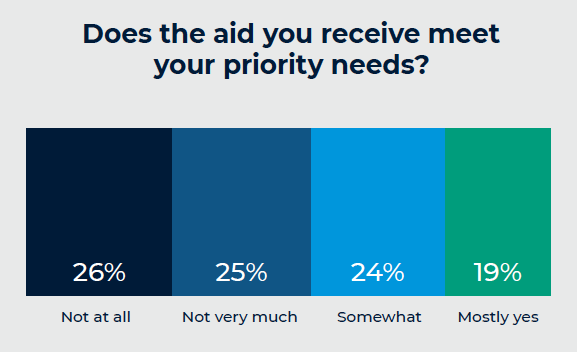 Does the aid you receive meet
your priority needs?
26% 25% 24% 19%
Not at all Not very much Somewhat Mostly yes